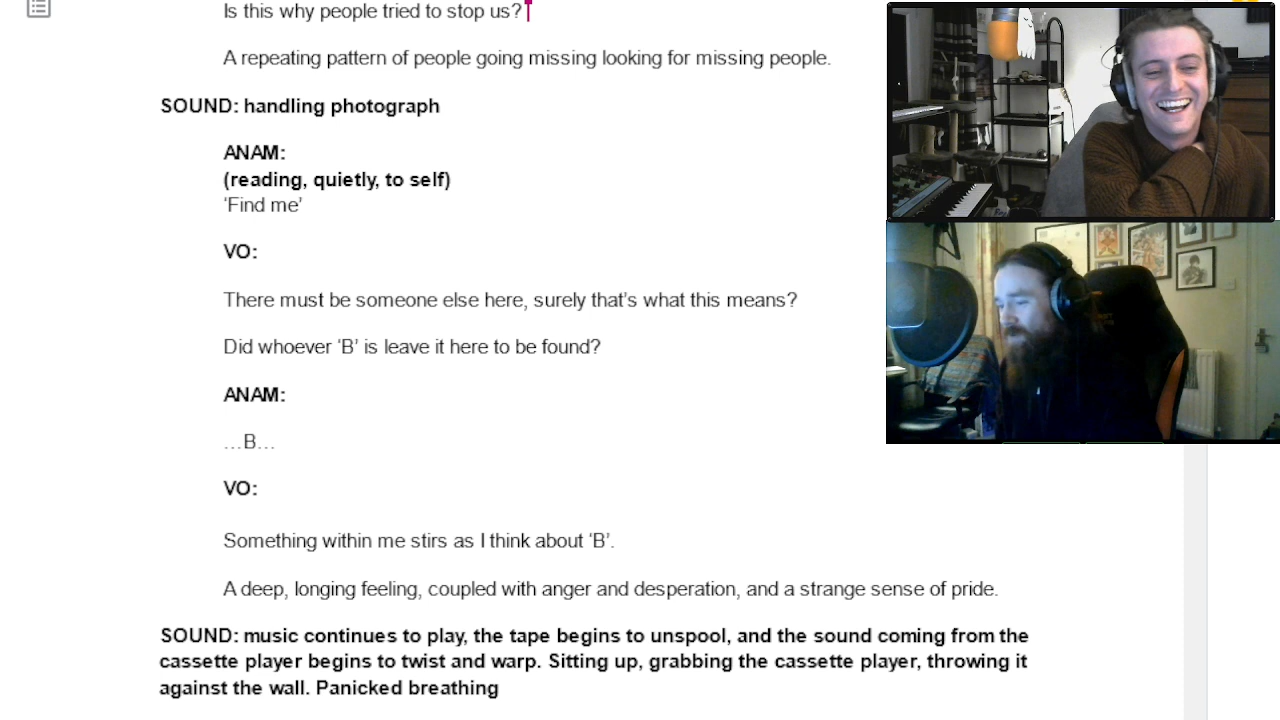 Is this why people tried to stop us?
A repeating pattern of people going missing looking for missing people.
SOUND: handling photograph
ANAM:
(reading, quietly, to self)
'Find me'
VO:
There must be someone else here, surely that's what this means?
Did whoever 'B' is leave it here to be found?
ANAM:
…B…
VO:
Something within me stirs as I think about 'B'.
A deep, longing feeling, coupled with anger and desperation, and a strange sense of pride.
SOUND: music continues to play, the tape begins to unspool, and the sound coming from the
cassette player begins to twist and warp. Sitting up, grabbing the cassette player, throwing it
against the wall. Panicked breathing